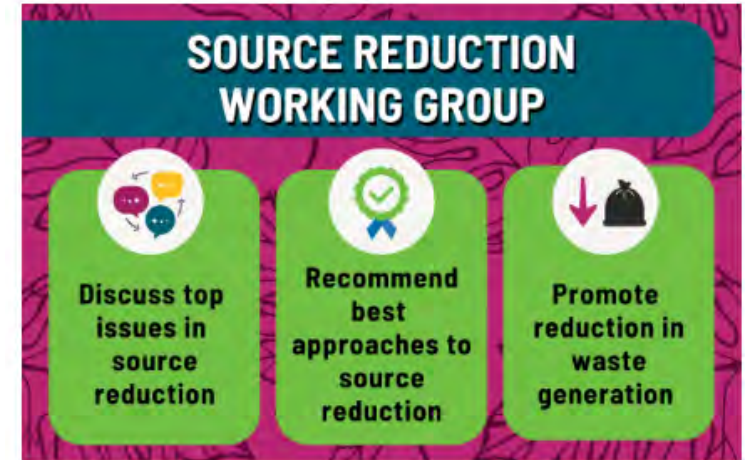 SOURCE REDUCTION
WORKING GROUP
Discuss top
issues in
source
reduction
Recommend
best
approaches to
source
reduction
Promote
reduction in
waste
generation